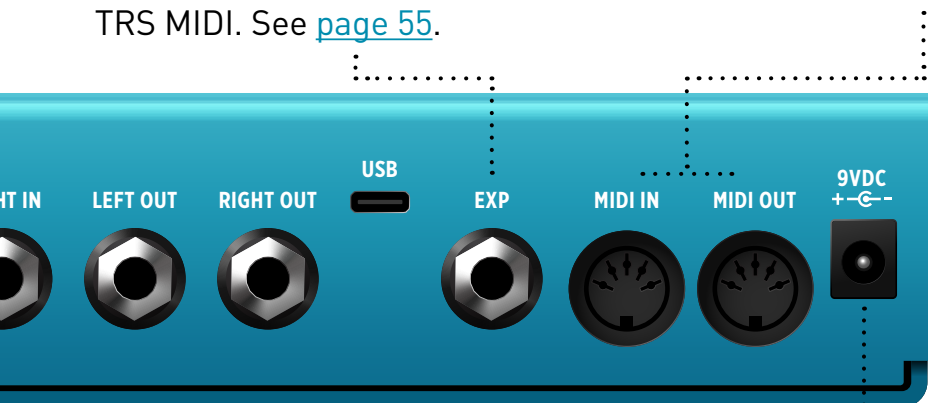 TRS MIDI. See page 55.
USB
9VDC
HT IN LEFT OUT RIGHT OUT EXP MIDI IN MIDI OUT + C -